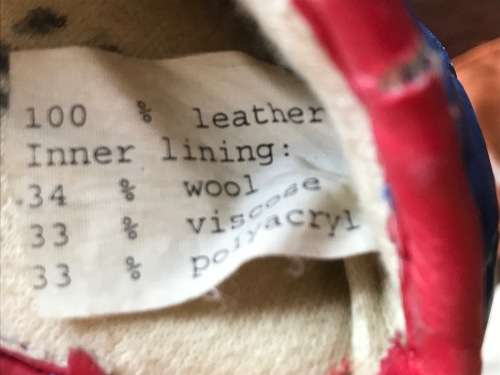 100 % leather
Inner lining:
34 % wool
33 % viscose
33 % polyacryl